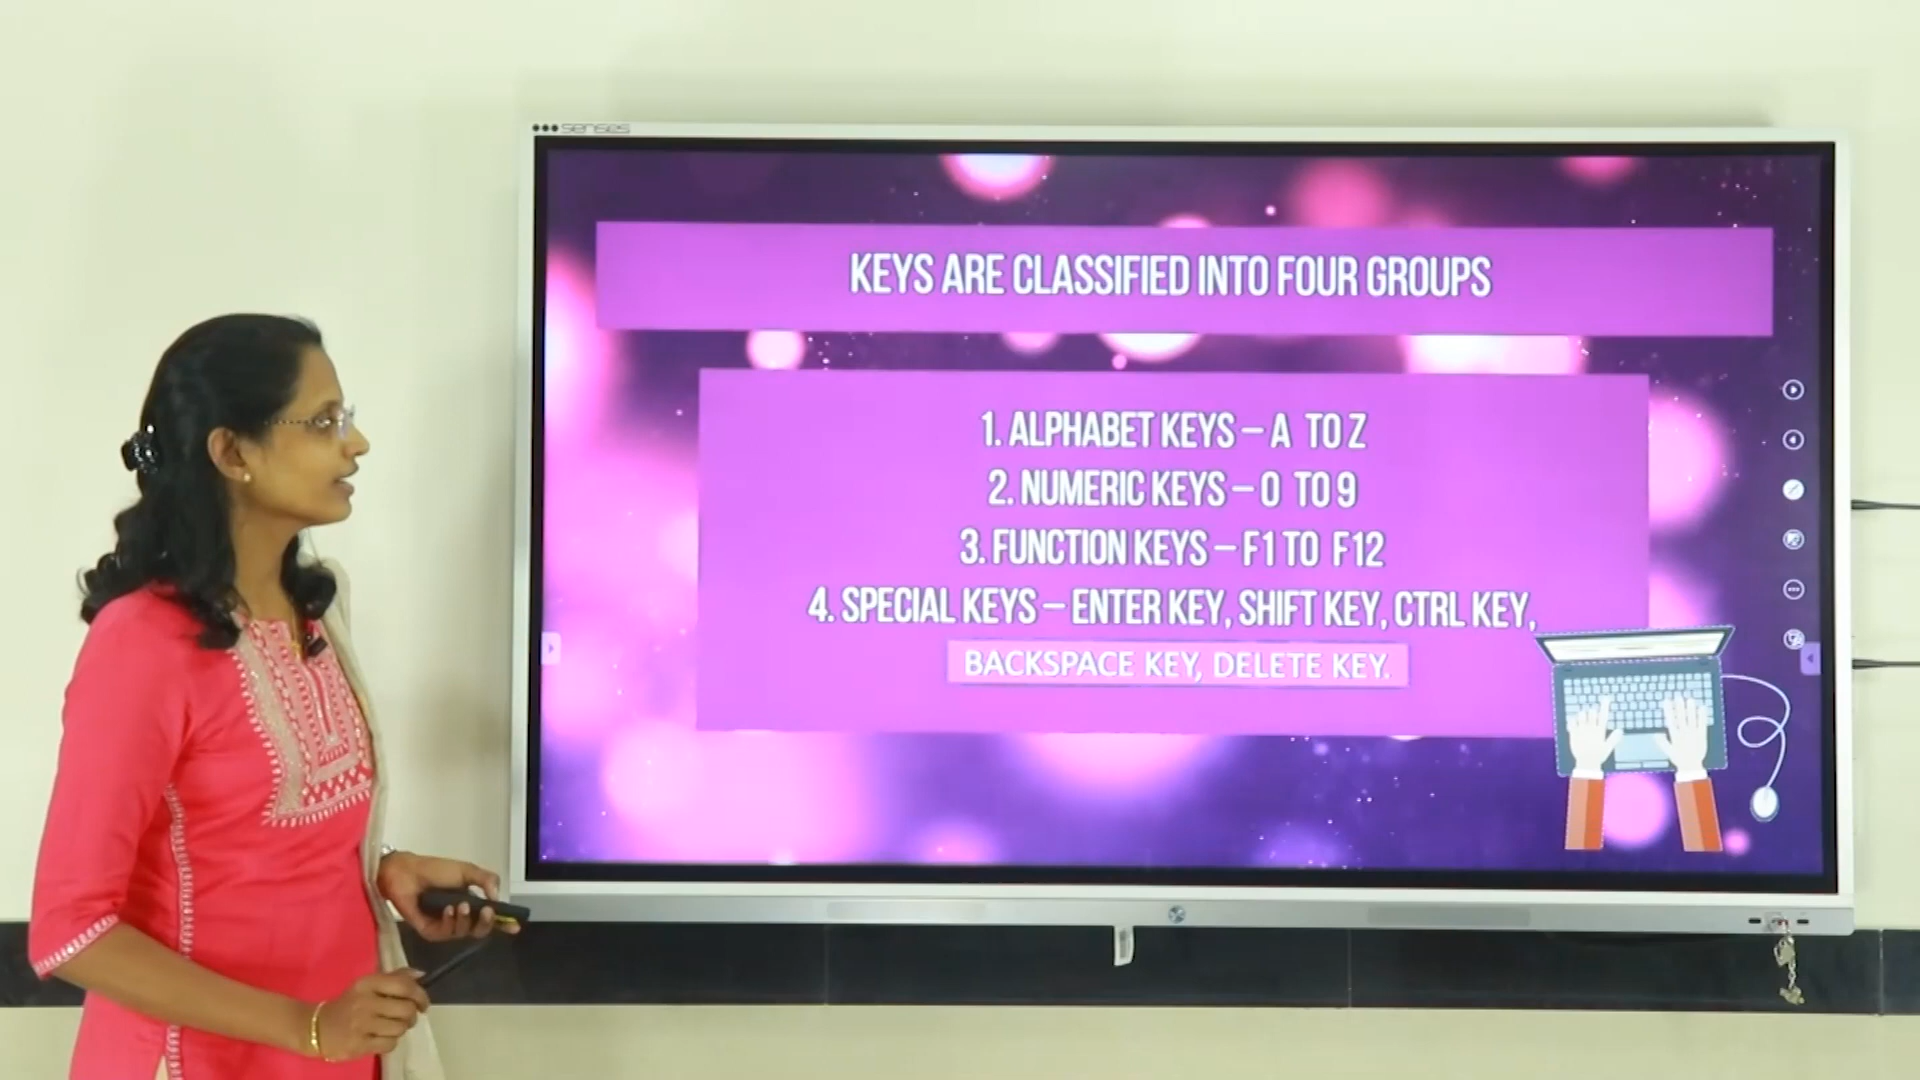 senses
KEYS ARE CLASSIFIED INTO FOUR GROUPS
1. ALPHABET KEYS – A TO Z
2. NUMERIC KEYS – 0 TO 9
3. FUNCTION KEYS – F1 TO F12
4. SPECIAL KEYS – ENTER KEY, SHIFT KEY, CTRL KEY,
BACKSPACE KEY, DELETE KEY.